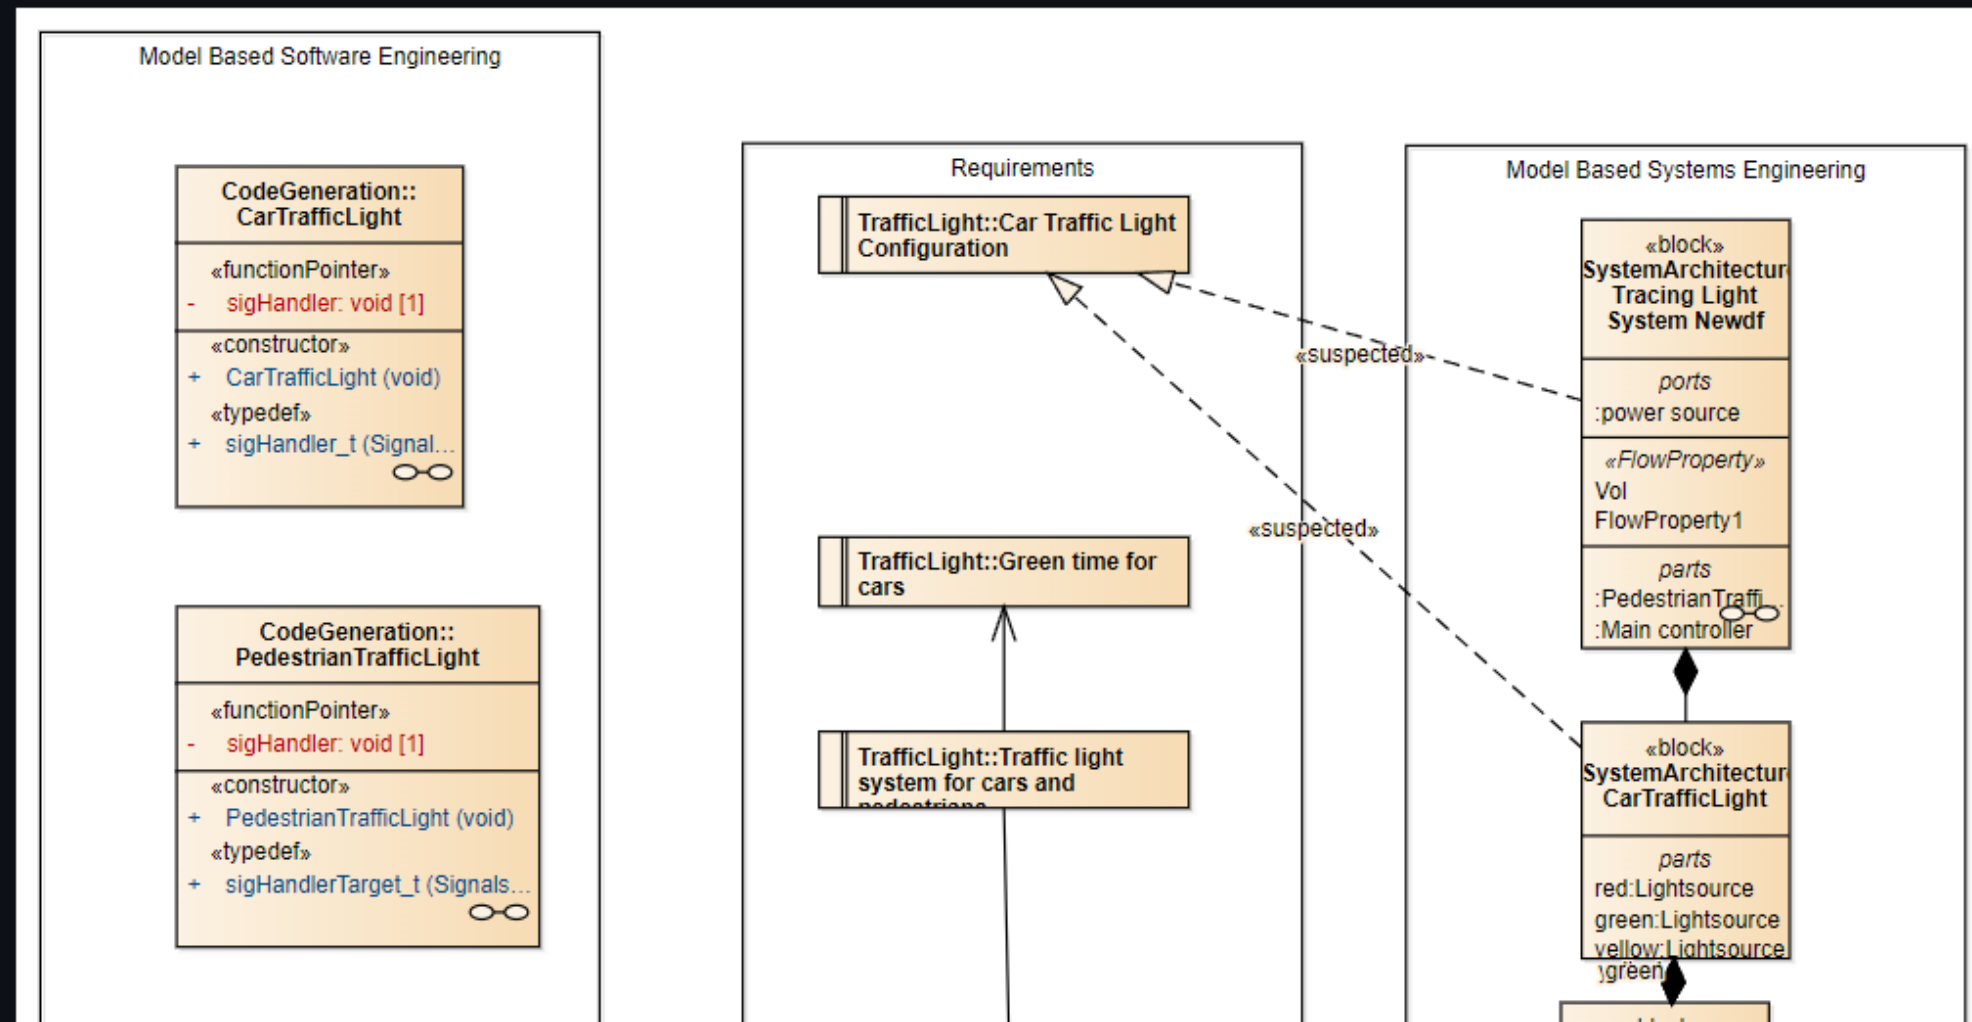 Model Based Software Engineering
CodeGeneration::
CarTrafficLight
«functionPointer»
- sigHandler: void [1]
«constructor»
+ CarTrafficLight (void)
«typedef»
+ sigHandler_t (Signal...
CodeGeneration::
PedestrianTrafficLight
«functionPointer»
- sigHandler: void [1]
«constructor»
+ PedestrianTrafficLight (void)
«typedef»
+ sigHandlerTarget_t (Signals...
Requirements
TrafficLight::Car Traffic Light
Configuration
«suspected»
«suspected»
TrafficLight::Green time for
cars
TrafficLight::Traffic light
system for cars and
pedestrians
Model Based Systems Engineering
«block»
SystemArchitectur
Tracing Light
System Newdf
ports
:power source
«FlowProperty»
Vol
FlowProperty1
parts
:PedestrianTraffi...
:Main controller
«block»
SystemArchitectur
CarTrafficLight
parts
red:Lightsource
green:Lightsource
yellow:Lightsource
green